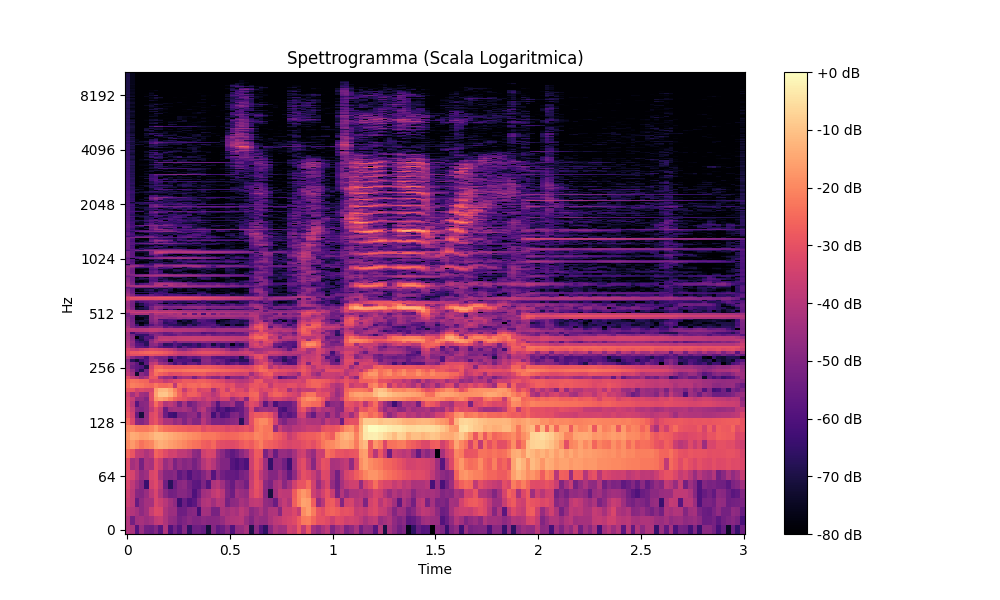 Spettrogramma (Scala Logaritmica)
Hz
8192
4096
2048
1024
512
256
128
64
0
0 0.5 1 1.5 2 2.5 3
Time
+0 dB
-10 dB
-20 dB
-30 dB
-40 dB
-50 dB
-60 dB
-70 dB
-80 dB